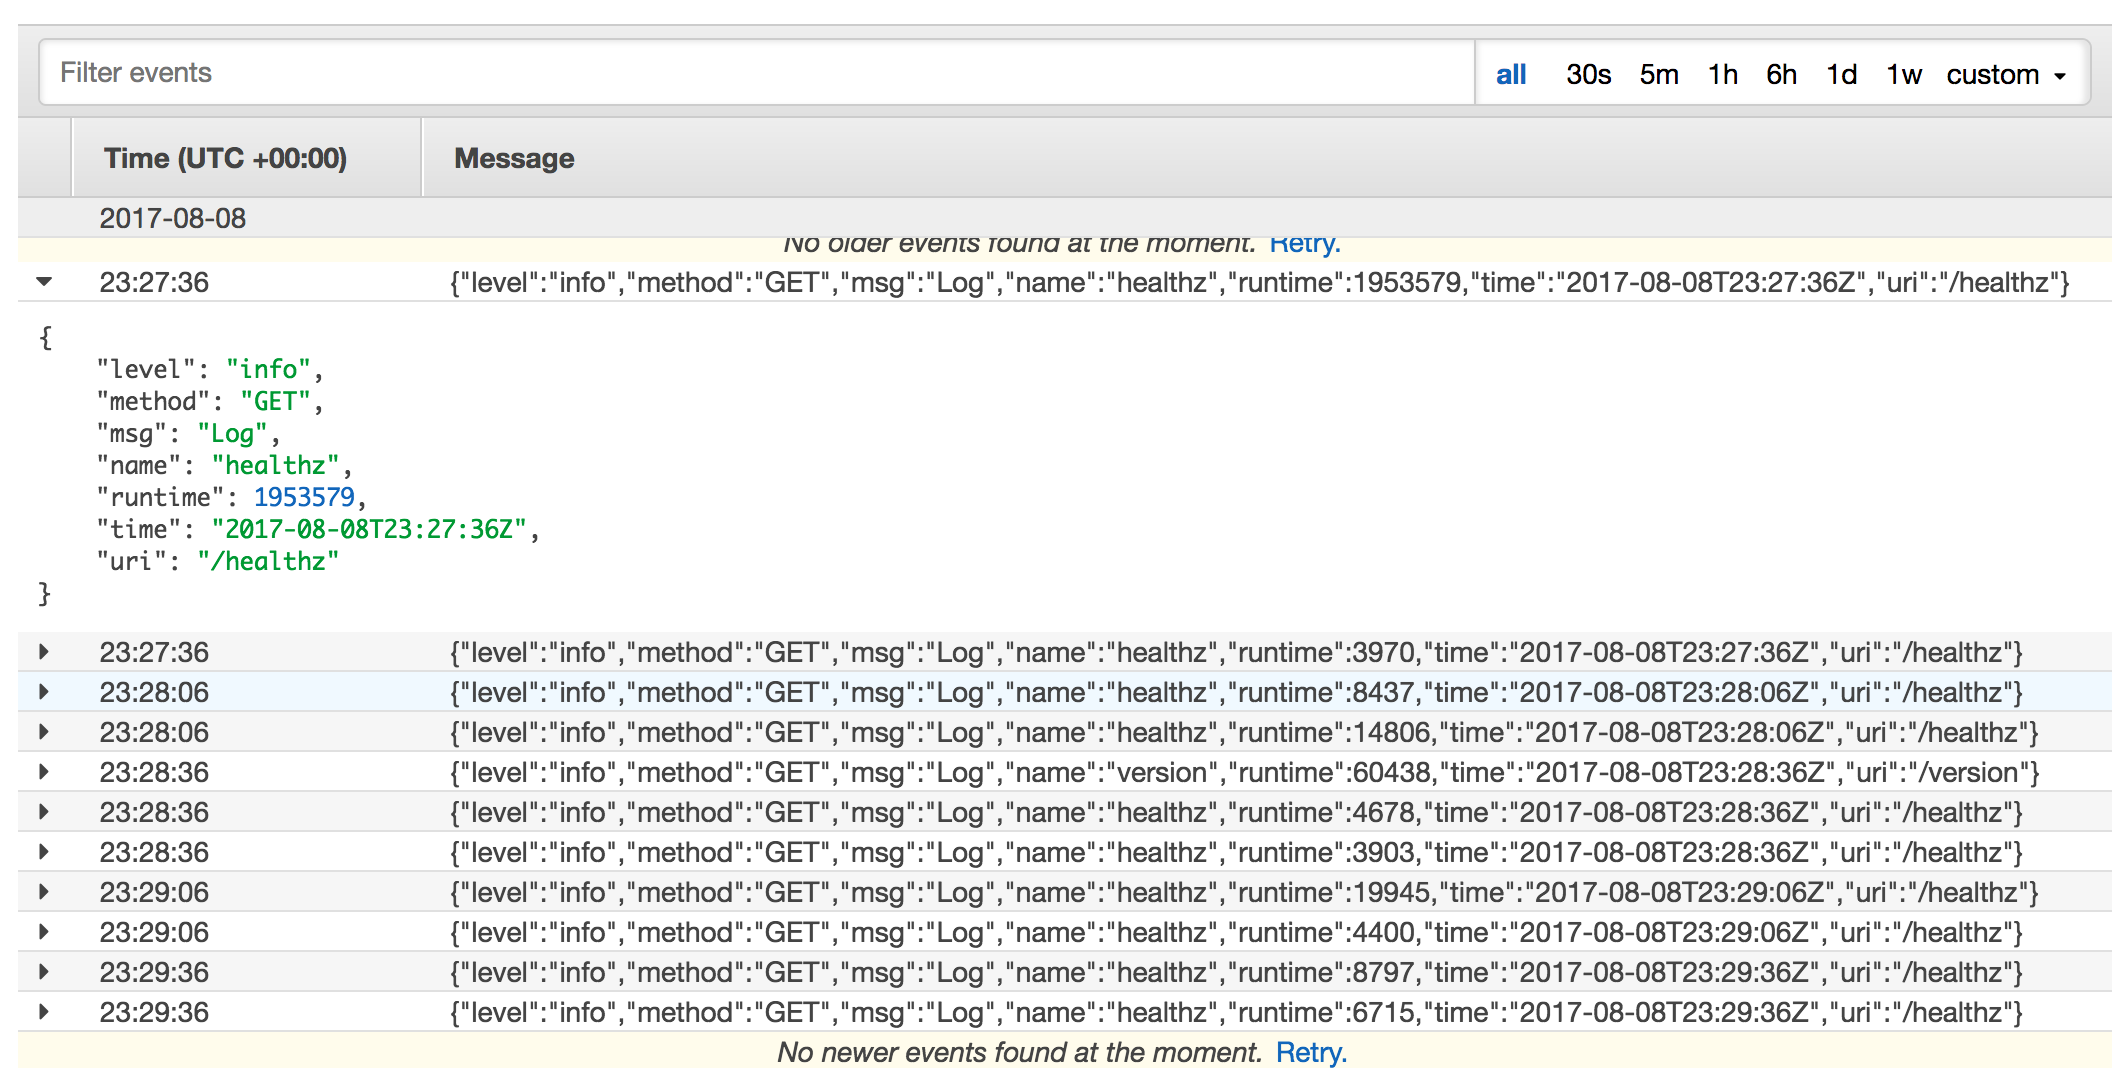 Filter events all 30s 5m 1h 6h 1d 1w custom
Time (UTC +00:00) Message
2017-08-08
No older events found at the moment. Retry.
23:27:36 {"level":"info","method":"GET","msg":"Log","name":"healthz","runtime":1953579,"time":"2017-08-08T23:27:36Z","uri":"/healthz"}
{
"level": "info",
"method": "GET",
"msg": "Log",
"name": "healthz",
"runtime": 1953579,
"time": "2017-08-08T23:27:36Z",
"uri": "/healthz"
}
23:27:36 {"level":"info","method":"GET","msg":"Log","name":"healthz","runtime":3970,"time":"2017-08-08T23:27:36Z","uri":"/healthz"}
23:28:06 {"level":"info","method":"GET","msg":"Log","name":"healthz","runtime":8437,"time":"2017-08-08T23:28:06Z","uri":"/healthz"}
23:28:06 {"level":"info","method":"GET","msg":"Log","name":"healthz","runtime":14806,"time":"2017-08-08T23:28:06Z","uri":"/healthz"}
23:28:36 {"level":"info","method":"GET","msg":"Log","name":"version","runtime":60438,"time":"2017-08-08T23:28:36Z","uri":"/version"}
23:28:36 {"level":"info","method":"GET","msg":"Log","name":"healthz","runtime":4678,"time":"2017-08-08T23:28:36Z","uri":"/healthz"}
23:28:36 {"level":"info","method":"GET","msg":"Log","name":"healthz","runtime":3903,"time":"2017-08-08T23:28:36Z","uri":"/healthz"}
23:29:06 {"level":"info","method":"GET","msg":"Log","name":"healthz","runtime":19945,"time":"2017-08-08T23:29:06Z","uri":"/healthz"}
23:29:06 {"level":"info","method":"GET","msg":"Log","name":"healthz","runtime":4400,"time":"2017-08-08T23:29:06Z","uri":"/healthz"}
23:29:36 {"level":"info","method":"GET","msg":"Log","name":"healthz","runtime":8797,"time":"2017-08-08T23:29:36Z","uri":"/healthz"}
23:29:36 {"level":"info","method":"GET","msg":"Log","name":"healthz","runtime":6715,"time":"2017-08-08T23:29:36Z","uri":"/healthz"}
No newer events found at the moment. Retry.